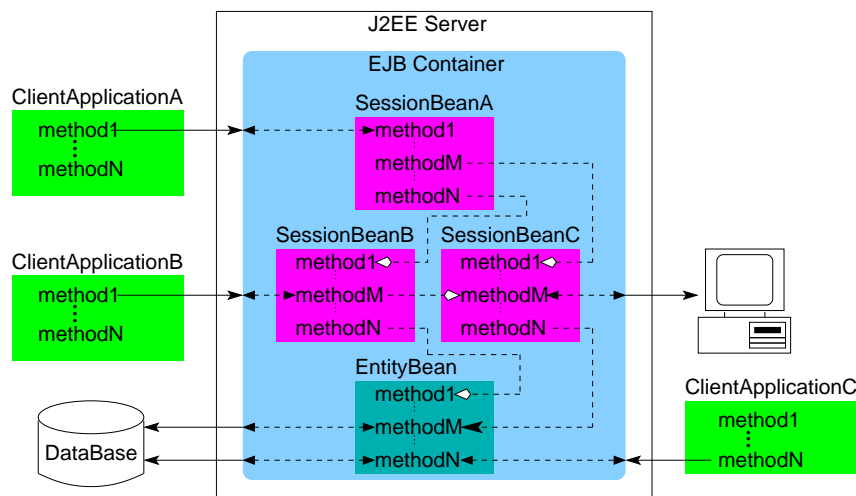 J2EE Server
EJB Container
ClientApplicationA
method1
methodN
SessionBeanA
method1
methodM
methodN
ClientApplicationB
method1
methodN
SessionBeanB
method1
methodM
methodN
SessionBeanC
method1
methodM
methodN
EntityBean
method1
methodM
methodN
DataBase
ClientApplicationC
method1
methodN